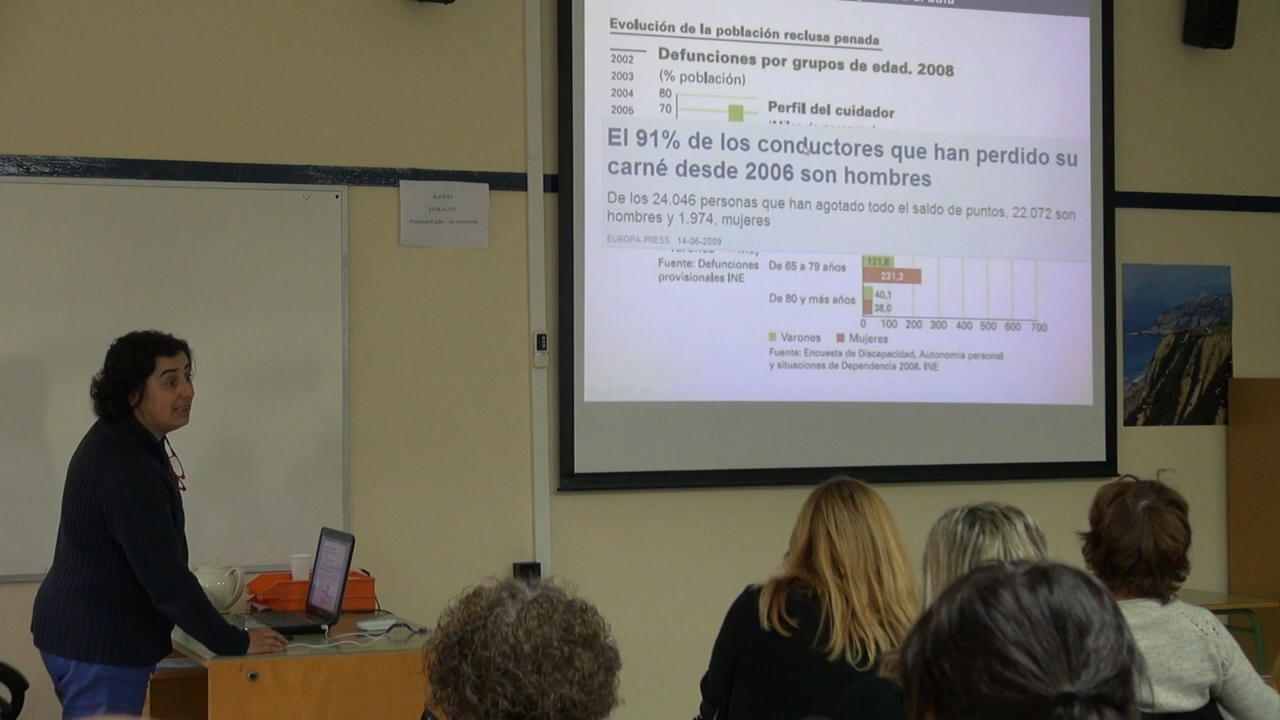 Evolución de la población reclusa penada
2002
2003
2004
2005
Defunciones por grupos de edad. 2008
(% población)
80
70
Perfil del cuidador
El 91% de los conductores que han perdido su
carné desde 2006 son hombres
De los 24.046 personas que han agotado todo el saldo de puntos, 22.072 son
hombres y 1.974, mujeres
EUROPA PRESS 14-06-2009
Fuente: Defunciones
provisionales INE
De 65 a 79 años
121,6
231,3
De 80 y más años
40,1
38,0
0 100 200 300 400 500 600 700
Varones Mujeres
Fuente: Encuesta de Discapacidad, Autonomía personal
y situaciones de Dependencia 2008. INE